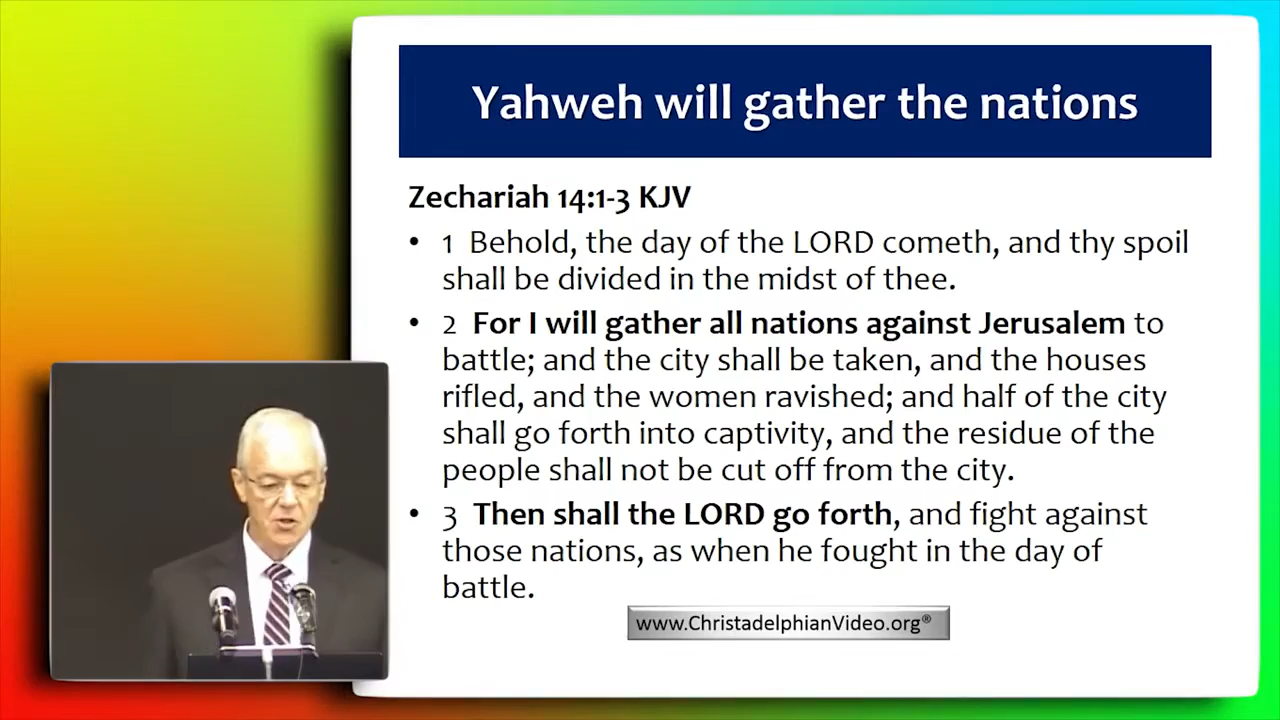 Yahweh will gather the nations
Zechariah 14:1-3 KJV
• 1 Behold, the day of the LORD cometh, and thy spoil
shall be divided in the midst of thee.
• 2 For I will gather all nations against Jerusalem to
battle; and the city shall be taken, and the houses
rifled, and the women ravished; and half of the city
shall go forth into captivity, and the residue of the
people shall not be cut off from the city.
• 3 Then shall the LORD go forth, and fight against
those nations, as when he fought in the day of
battle.
www.ChristadelphianVideo.org®